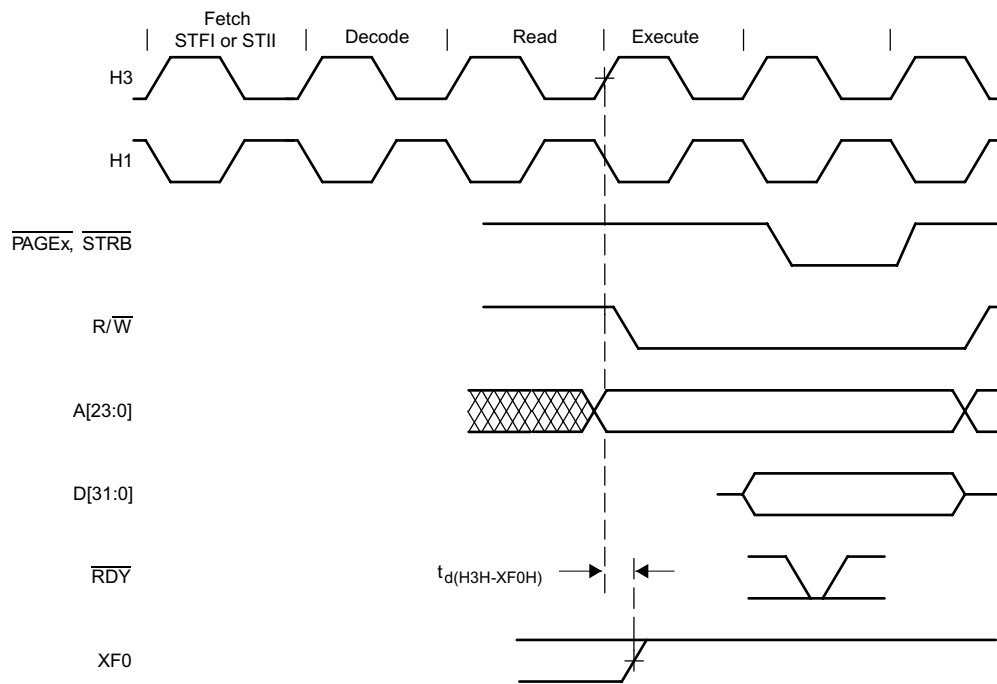 Fetch
STFI or STII
Decode
Read
Execute
H3
H1
PAGEx, STRB
R/W
A[23:0]
D[31:0]
RDY
td(H3H-XF0H)
XF0